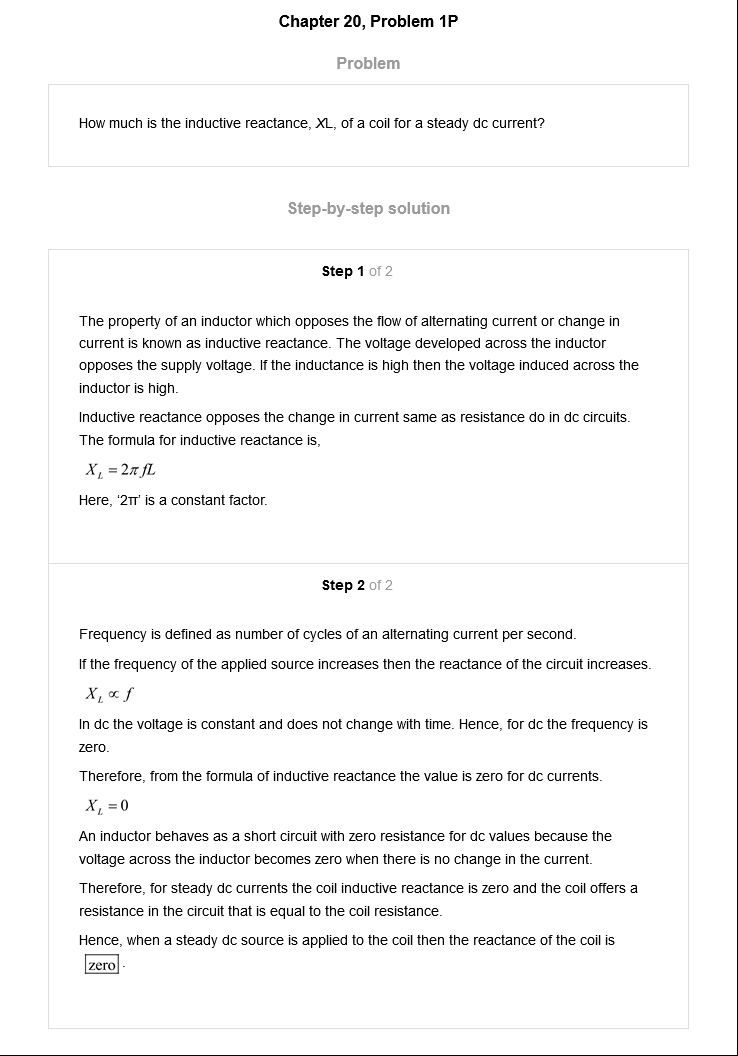 Chapter 20, Problem 1P
Problem
How much is the inductive reactance, XL, of a coil for a steady dc current?
Step-by-step solution
Step 1 of 2
The property of an inductor which opposes the flow of alternating current or change in
current is known as inductive reactance. The voltage developed across the inductor
opposes the supply voltage. If the inductance is high then the voltage induced across the
inductor is high.
Inductive reactance opposes the change in current same as resistance do in dc circuits.
The formula for inductive reactance is,
X_L = 2π fL
Here, ‘2π’ is a constant factor.
Step 2 of 2
Frequency is defined as number of cycles of an alternating current per second.
If the frequency of the applied source increases then the reactance of the circuit increases.
X_L ∝ f
In dc the voltage is constant and does not change with time. Hence, for dc the frequency is
zero.
Therefore, from the formula of inductive reactance the value is zero for dc currents.
X_L = 0
An inductor behaves as a short circuit with zero resistance for dc values because the
voltage across the inductor becomes zero when there is no change in the current.
Therefore, for steady dc currents the coil inductive reactance is zero and the coil offers a
resistance in the circuit that is equal to the coil resistance.
Hence, when a steady dc source is applied to the coil then the reactance of the coil is
zero .